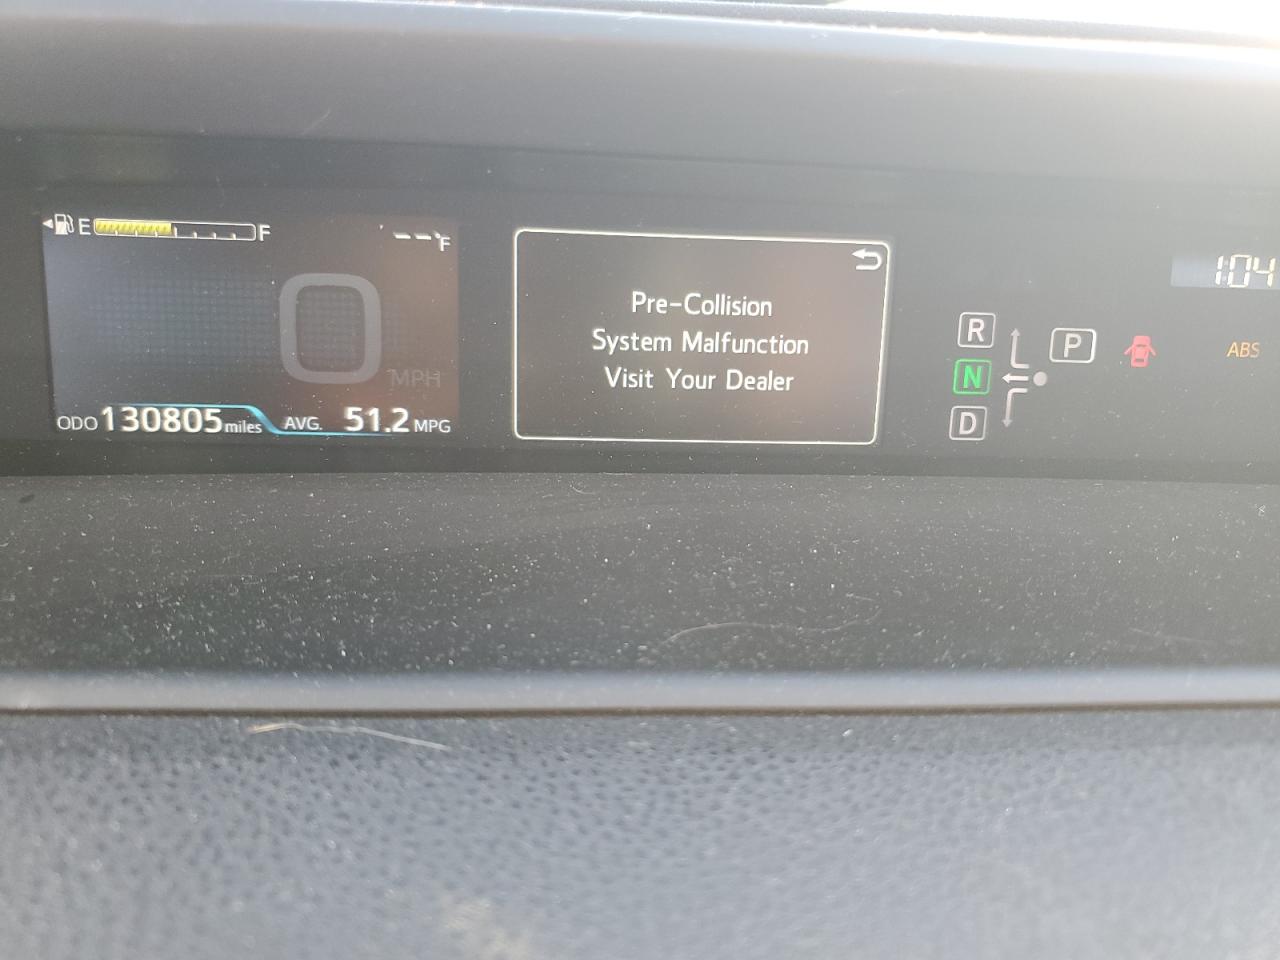 E F
--°F
0
MPH
ODO 130805 miles
AVG. 51.2 MPG
Pre-Collision
System Malfunction
Visit Your Dealer
R
N
D
P
1:04
ABS